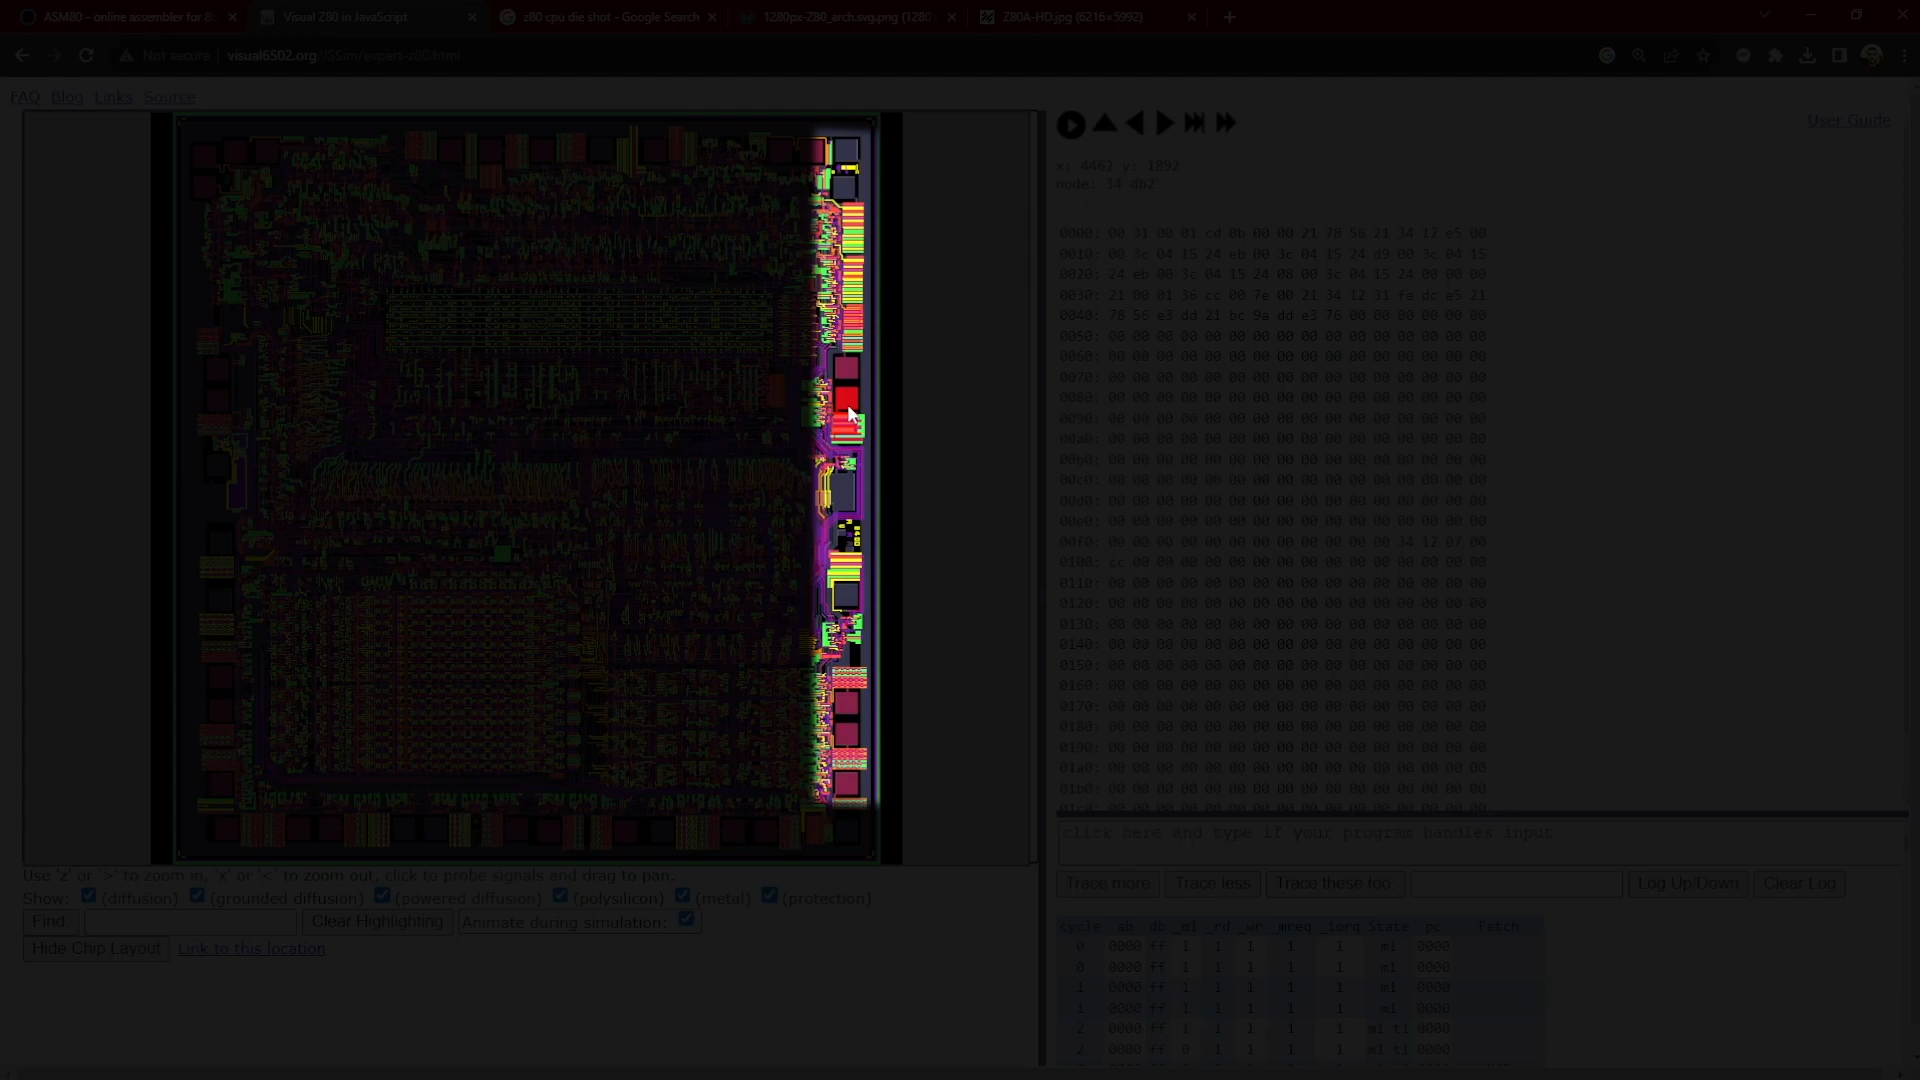 ASM80 - online assembler for 8
Visual Z80 in JavaScript
z80 cpu die shot - Google Search
1280px-Z80_arch.svg.png (1280
Z80A-HD.jpg (6216×5992)
Not secure
visual6502.org/JSSim/expert-z80.html
FAQ Blog Links Source
User Guide
x: 4462 y: 1892
node: 34 db2
0000: 00 31 00 01 cd 0b 00 00 21 78 56 21 34 12 e5 00
0010: 00 3c 04 15 24 eb 00 3c 04 15 24 d9 00 3c 04 15
0020: 24 eb 00 3c 04 15 24 08 00 3c 04 15 24 00 00 00
0030: 21 00 01 36 cc 00 7e 00 21 34 12 31 fe dc e5 21
0040: 78 56 e3 dd 21 bc 9a dd e3 76 00 00 00 00 00 00
0050: 00 00 00 00 00 00 00 00 00 00 00 00 00 00 00 00
0060: 00 00 00 00 00 00 00 00 00 00 00 00 00 00 00 00
0070: 00 00 00 00 00 00 00 00 00 00 00 00 00 00 00 00
0080: 00 00 00 00 00 00 00 00 00 00 00 00 00 00 00 00
0090: 00 00 00 00 00 00 00 00 00 00 00 00 00 00 00 00
00a0: 00 00 00 00 00 00 00 00 00 00 00 00 00 00 00 00
00b0: 00 00 00 00 00 00 00 00 00 00 00 00 00 00 00 00
00c0: 00 00 00 00 00 00 00 00 00 00 00 00 00 00 00 00
00d0: 00 00 00 00 00 00 00 00 00 00 00 00 00 00 00 00
00e0: 00 00 00 00 00 00 00 00 00 00 00 00 00 00 00 00
00f0: 00 00 00 00 00 00 00 00 00 00 00 00 34 12 07 00
0100: cc 00 00 00 00 00 00 00 00 00 00 00 00 00 00 00
0110: 00 00 00 00 00 00 00 00 00 00 00 00 00 00 00 00
0120: 00 00 00 00 00 00 00 00 00 00 00 00 00 00 00 00
0130: 00 00 00 00 00 00 00 00 00 00 00 00 00 00 00 00
0140: 00 00 00 00 00 00 00 00 00 00 00 00 00 00 00 00
0150: 00 00 00 00 00 00 00 00 00 00 00 00 00 00 00 00
0160: 00 00 00 00 00 00 00 00 00 00 00 00 00 00 00 00
0170: 00 00 00 00 00 00 00 00 00 00 00 00 00 00 00 00
0180: 00 00 00 00 00 00 00 00 00 00 00 00 00 00 00 00
0190: 00 00 00 00 00 00 00 00 00 00 00 00 00 00 00 00
01a0: 00 00 00 00 00 00 00 00 00 00 00 00 00 00 00 00
01b0: 00 00 00 00 00 00 00 00 00 00 00 00 00 00 00 00
01c0: 00 00 00 00 00 00 00 00 00 00 00 00 00 00 00 00
click here and type if your program handles input
Use 'z' or '>' to zoom in, 'x' or '<' to zoom out, click to probe signals and drag to pan.
Show: (diffusion) (grounded diffusion) (powered diffusion) (polysilicon) (metal) (protection)
Find Clear Highlighting Animate during simulation:
Hide Chip Layout Link to this location
Trace more Trace less Trace these too: Log Up/Down Clear Log
cycle ab db _m1 _rd _wr _mreq _iorq State pc Fetch
0 0000 ff 1 1 1 1 1 m1 0000
0 0000 ff 1 1 1 1 1 m1 0000
1 0000 ff 1 1 1 1 1 m1 0000
1 0000 ff 1 1 1 1 1 m1 0000
2 0000 ff 1 1 1 1 1 m1 t1 0000
2 0000 ff 0 1 1 1 1 m1 t1 0000